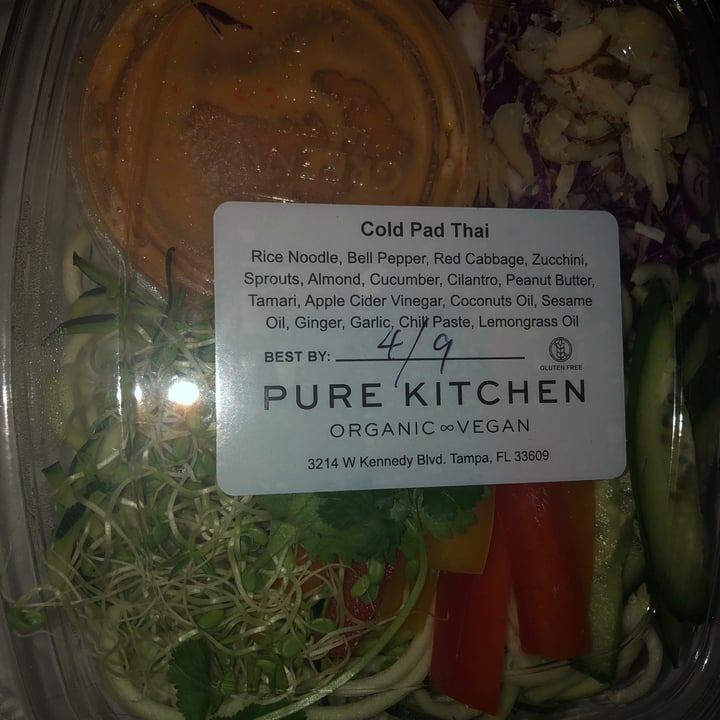 Cold Pad Thai
Rice Noodle, Bell Pepper, Red Cabbage, Zucchini,
Sprouts, Almond, Cucumber, Cilantro, Peanut Butter,
Tamari, Apple Cider Vinegar, Coconuts Oil, Sesame
Oil, Ginger, Garlic, Chili Paste, Lemongrass Oil
BEST BY: 4/9
GLUTEN FREE
PURE KITCHEN
ORGANIC∞VEGAN
3214 W Kennedy Blvd. Tampa, FL 33609